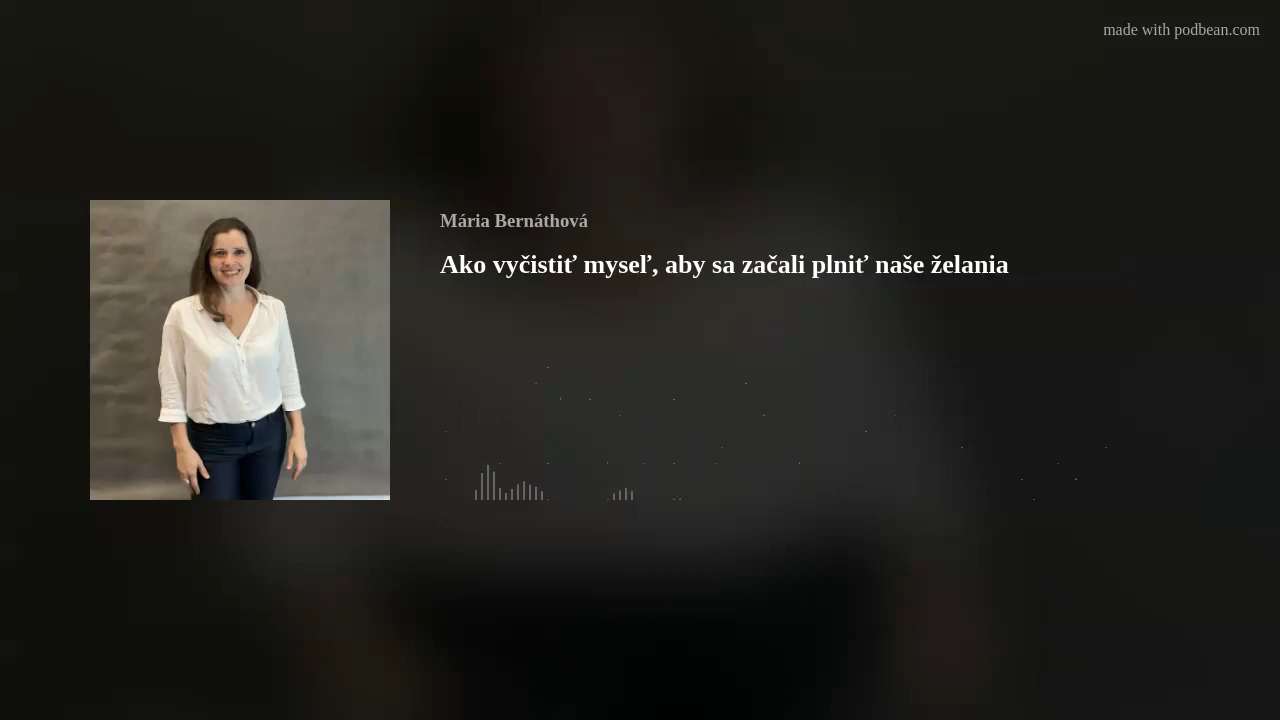 made with podbean.com
Mária Bernáthová
Ako vyčistiť myseľ, aby sa začali plniť naše želania